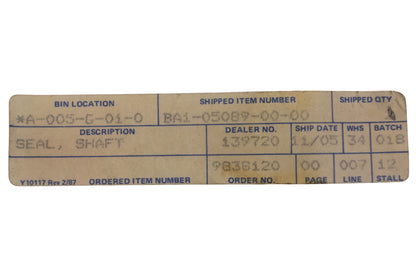 BIN LOCATION SHIPPED ITEM NUMBER SHIPPED QTY
*A-005-G-01-0 BA1-05089-00-00
DESCRIPTION DEALER NO. SHIP DATE WHS BATCH
SEAL, SHAFT 139720 11/05 34 018
9838120 00 007 12
Y10117 Rev 2/87 ORDERED ITEM NUMBER ORDER NO. PAGE LINE STALL